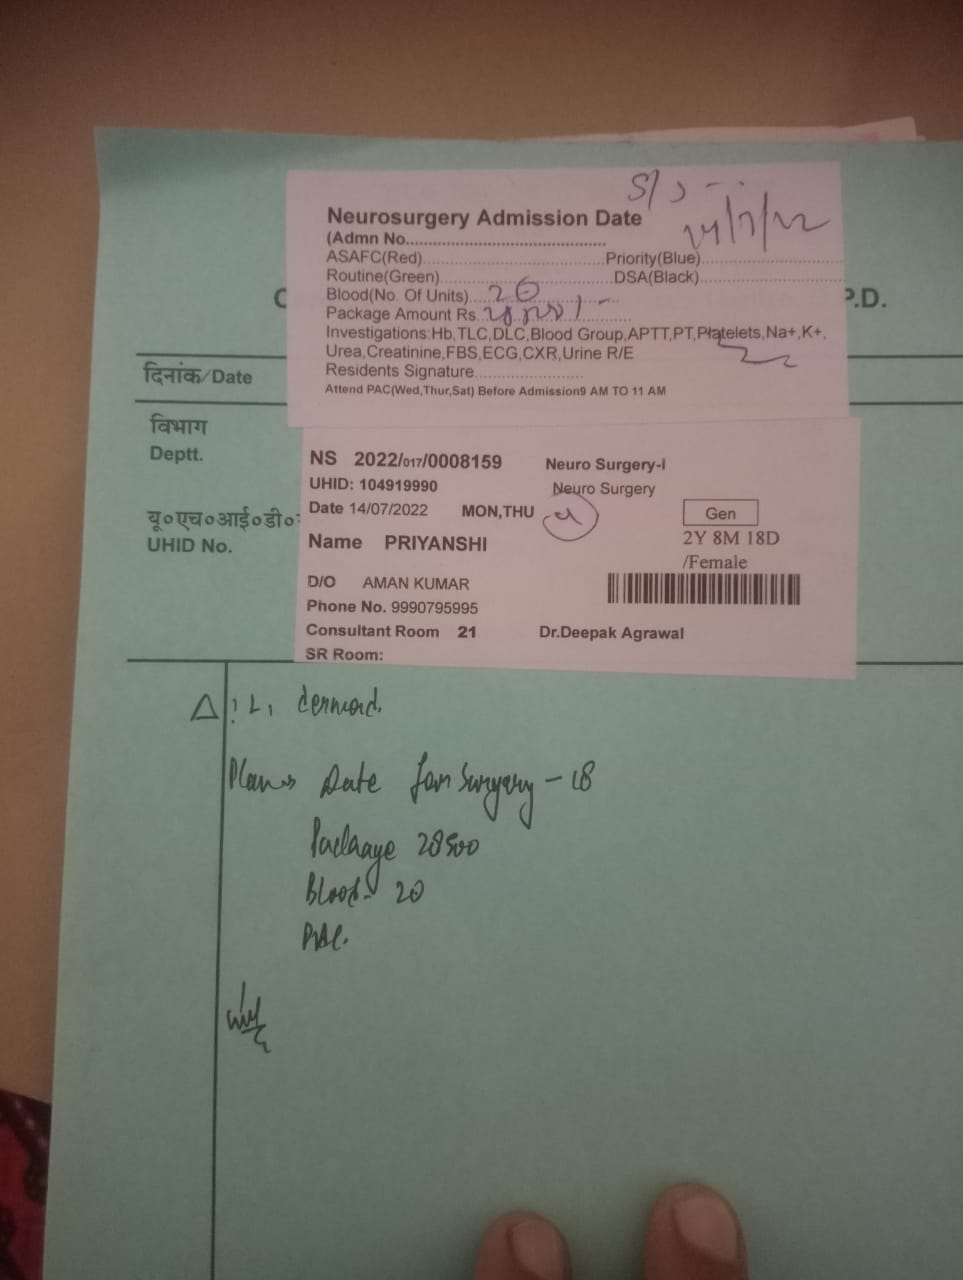 Neurosurgery Admission Date
(Admn No.
ASAFC(Red) Priority(Blue)
Routine(Green) DSA(Black)
Blood(No. Of Units) 20
Package Amount Rs.
Investigations:Hb,TLC,DLC,Blood Group,APTT,PT,Platelets,Na+,K+,
Urea,Creatinine,FBS,ECG,CXR,Urine R/E
Residents Signature
Attend PAC(Wed,Thur,Sat) Before Admission9 AM TO 11 AM
P.D.
दिनांक/Date
विभाग
Deptt.
यू०एच०आई०डी०
UHID No.
NS 2022/017/0008159 Neuro Surgery-I
UHID: 104919990 Neuro Surgery
Date 14/07/2022 MON,THU Gen
Name PRIYANSHI 2Y 8M 18D
/Female
D/O AMAN KUMAR
Phone No. 9990795995
Consultant Room 21 Dr.Deepak Agrawal
SR Room:
dermoid.
Plan Date for surgery -
Package 28500
Blood- 20
PAC.